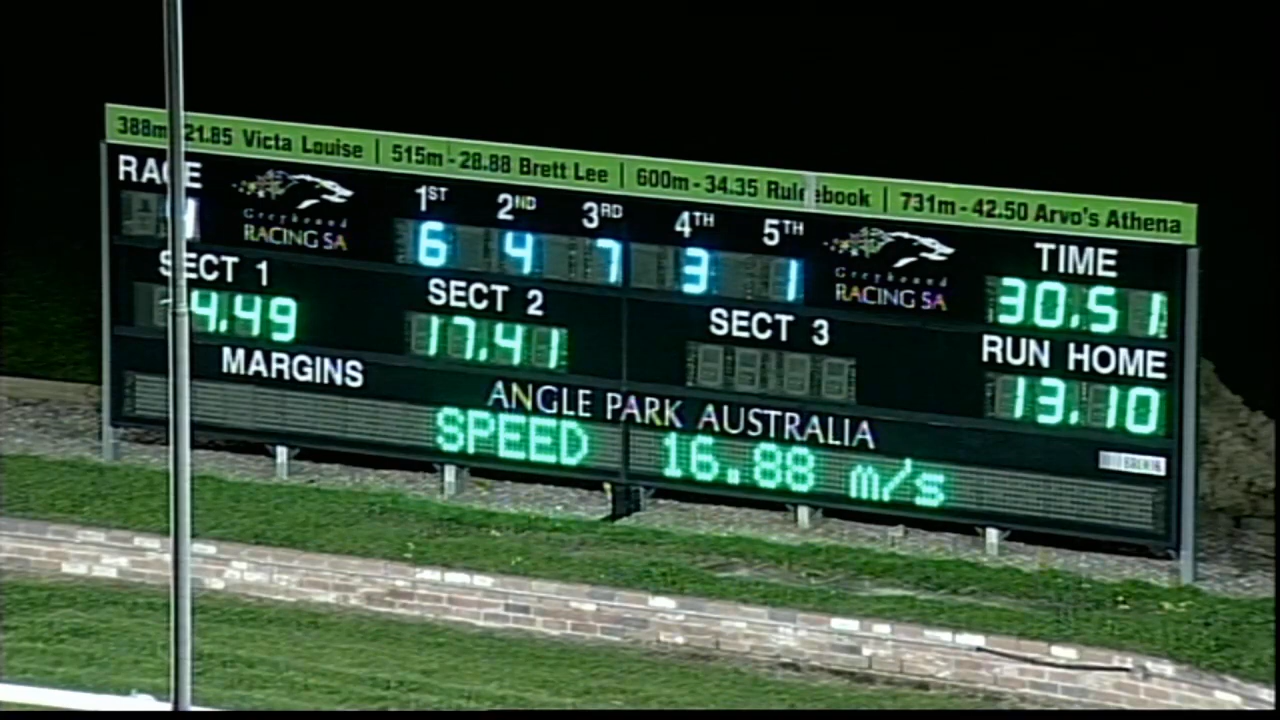 388m 21.85 Victa Louise | 515m - 28.88 Brett Lee | 600m - 34.35 Rulebook | 731m - 42.50 Arvo's Athena
RACE 1ST 2ND 3RD 4TH 5TH TIME
Greyhound RACING SA 6 4 7 3 1 Greyhound RACING SA 30.51
SECT 1 SECT 2 SECT 3 RUN HOME
4.49 17.41 13.10
MARGINS ANGLE PARK AUSTRALIA
SPEED 16.88 m/s